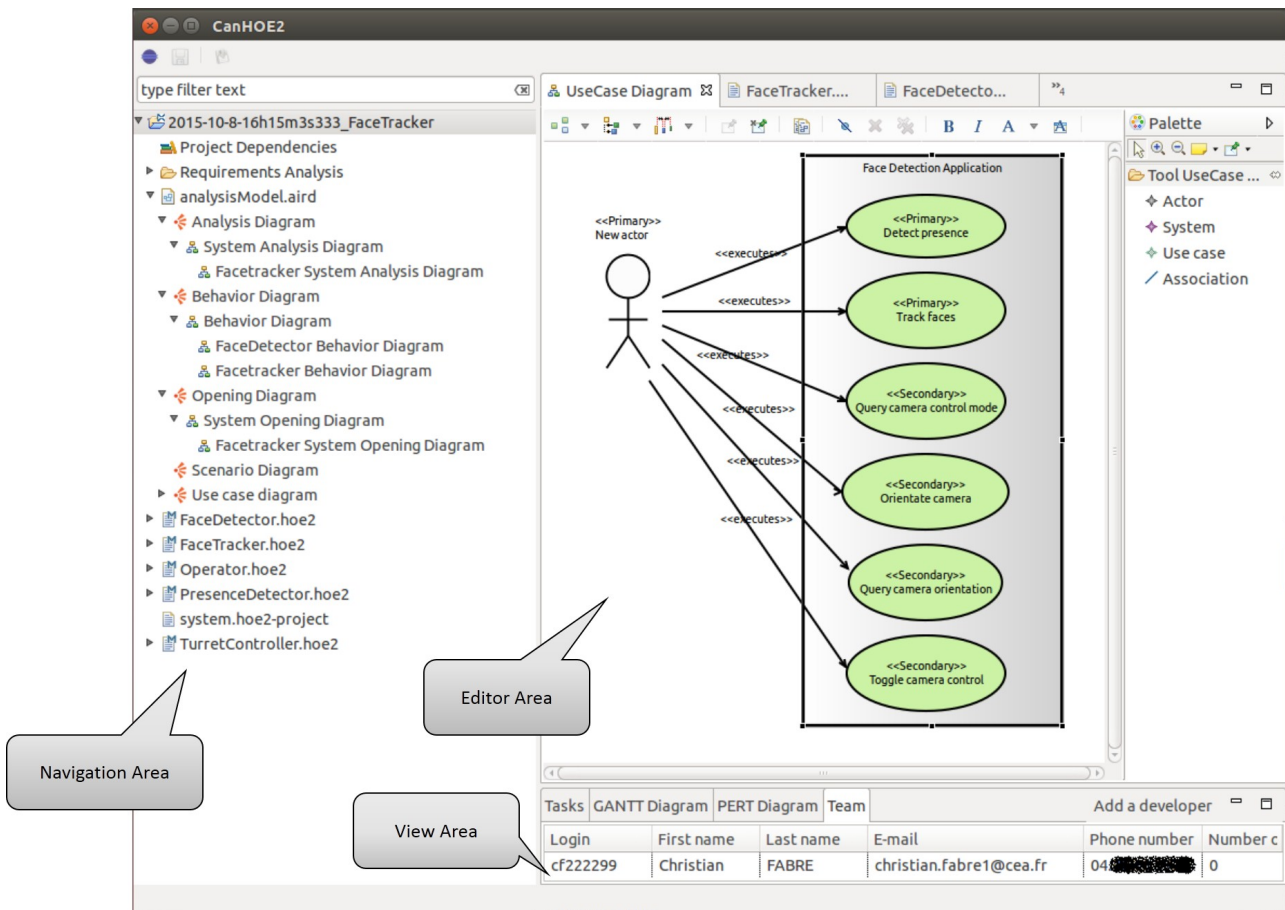 CanHOE2
type filter text
2015-10-8-16h15m3s333_FaceTracker
Project Dependencies
Requirements Analysis
analysisModel.aird
Analysis Diagram
System Analysis Diagram
Facetracker System Analysis Diagram
Behavior Diagram
Behavior Diagram
FaceDetector Behavior Diagram
Facetracker Behavior Diagram
Opening Diagram
System Opening Diagram
Facetracker System Opening Diagram
Scenario Diagram
Use case diagram
FaceDetector.hoe2
FaceTracker.hoe2
Operator.hoe2
PresenceDetector.hoe2
system.hoe2-project
TurretController.hoe2
Navigation Area
UseCase Diagram
FaceTracker....
FaceDetecto...
»4
B I A
Face Detection Application
<<Primary>>
New actor
<<executes>>
<<executes>>
<<executes>>
<<executes>>
<<executes>>
<<executes>>
<<Primary>>
Detect presence
<<Primary>>
Track faces
<<Secondary>>
Query camera control mode
<<Secondary>>
Orientate camera
<<Secondary>>
Query camera orientation
<<Secondary>>
Toggle camera control
Editor Area
Palette
Tool UseCase ...
Actor
System
Use case
Association
View Area
Tasks GANTT Diagram PERT Diagram Team Add a developer
Login First name Last name E-mail Phone number Number c
cf222299 Christian FABRE christian.fabre1@cea.fr 04 0